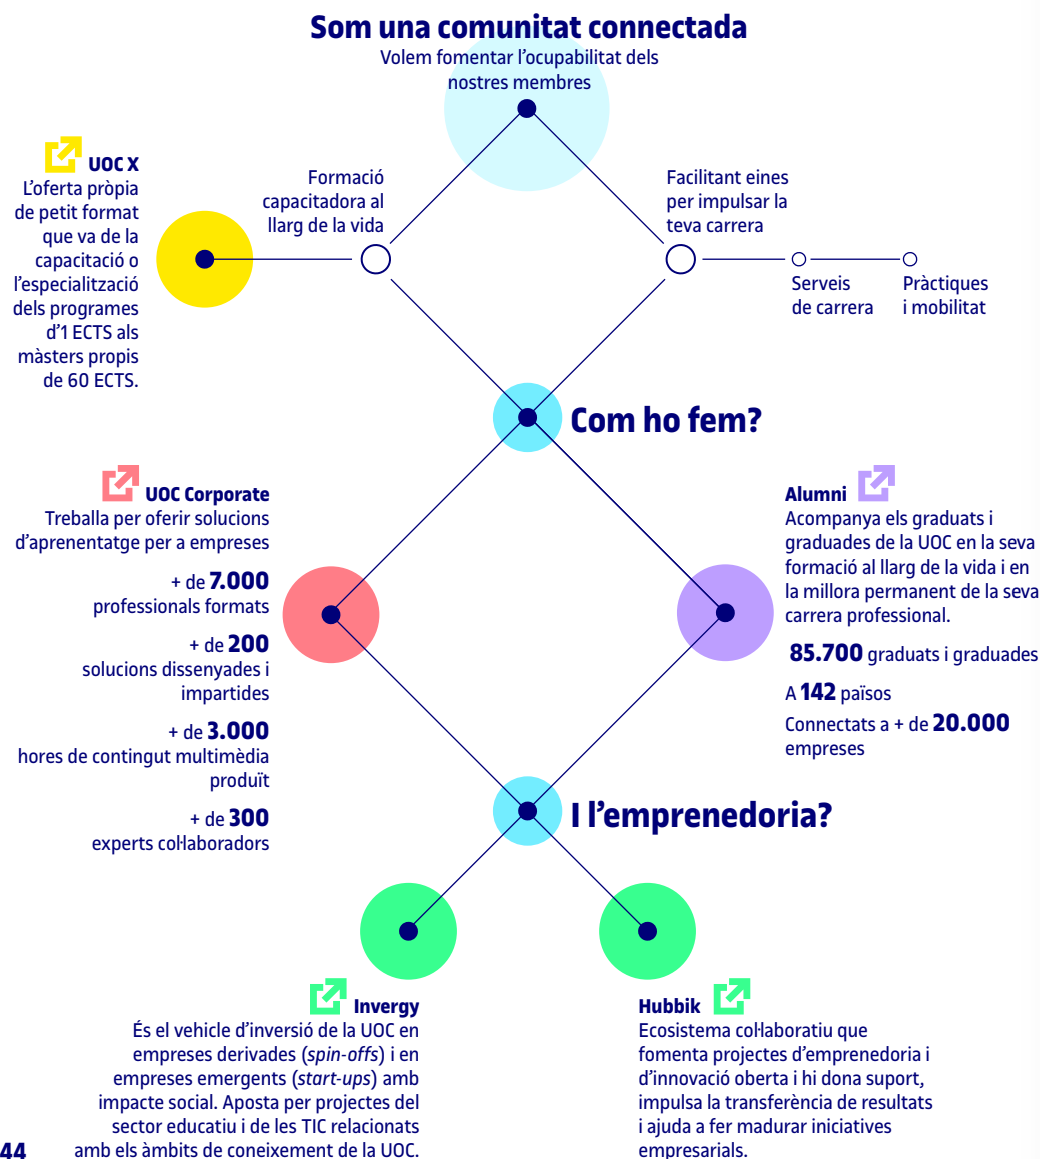 Som una comunitat connectada
Volem fomentar l'ocupabilitat dels
nostres membres
UOC X
L'oferta pròpia
de petit format
que va de la
capacitació o
l'especialització
dels programes
d'1 ECTS als
màsters propis
de 60 ECTS.
Formació
capacitadora al
llarg de la vida
Facilitant eines
per impulsar la
teva carrera
Serveis
de carrera
Pràctiques
i mobilitat
Com ho fem?
UOC Corporate
Treballa per oferir solucions
d'aprenentatge per a empreses
+ de 7.000
professionals formats
+ de 200
solucions dissenyades i
impartides
+ de 3.000
hores de contingut multimèdia
produït
+ de 300
experts col·laboradors
Alumni
Acompanya els graduats i
graduades de la UOC en la seva
formació al llarg de la vida i en
la millora permanent de la seva
carrera professional.
85.700 graduats i graduades
A 142 països
Connectats a + de 20.000
empreses
I l'emprenedoria?
Invergy
És el vehicle d'inversió de la UOC en
empreses derivades (spin-offs) i en
empreses emergents (start-ups) amb
impacte social. Aposta per projectes del
sector educatiu i de les TIC relacionats
amb els àmbits de coneixement de la UOC.
Hubbik
Ecosistema col·laboratiu que
fomenta projectes d'emprenedoria i
d'innovació oberta i hi dona suport,
impulsa la transferència de resultats
i ajuda a fer madurar iniciatives
empresarials.
44